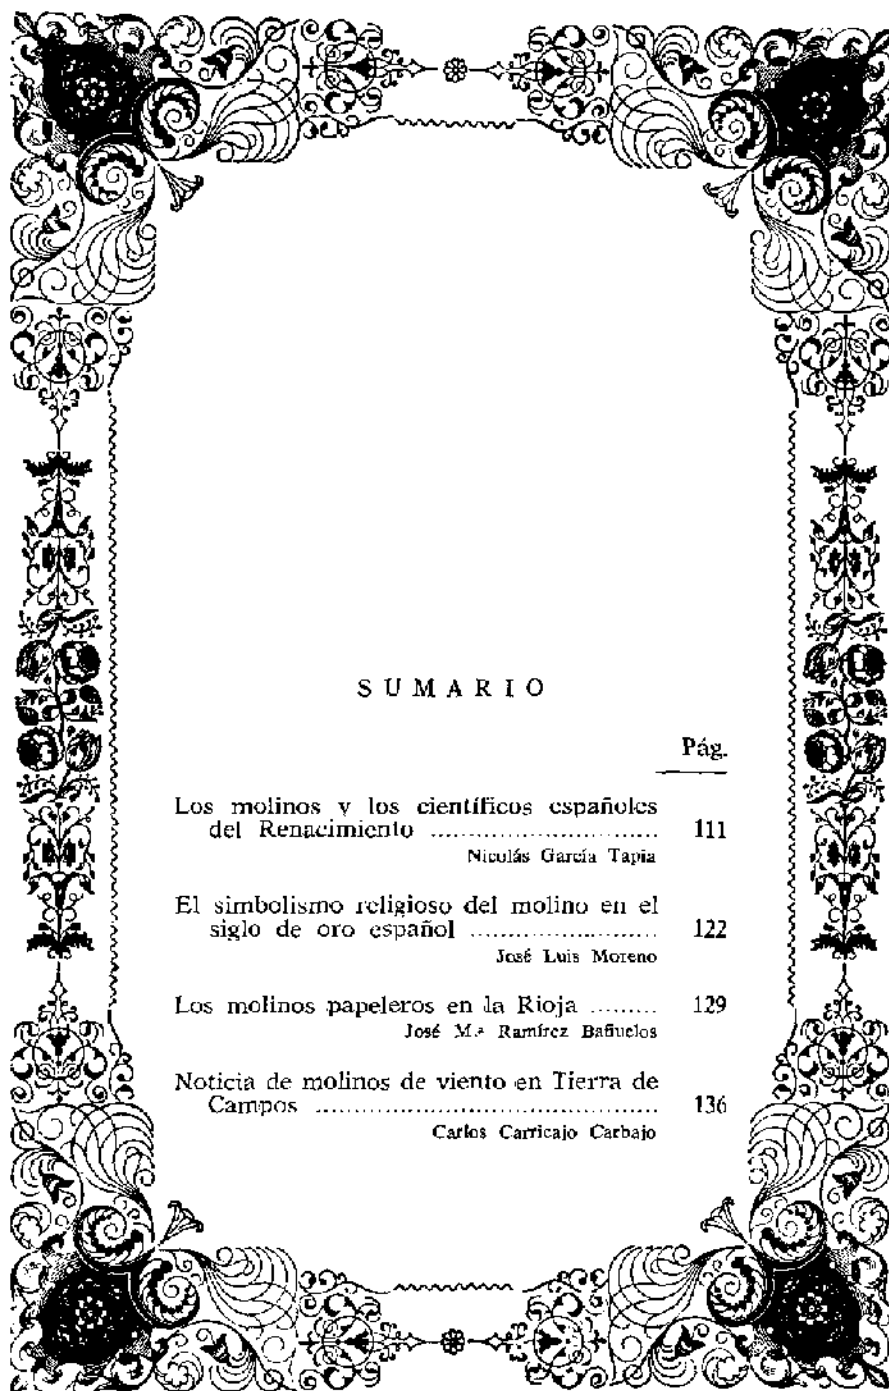 SUMARIO
Pág.
Los molinos y los científicos españoles
del Renacimiento ............................ 111
Nicolás García Tapia
El simbolismo religioso del molino en el
siglo de oro español ....................... 122
José Luis Moreno
Los molinos papeleros en la Rioja ......... 129
José M.ª Ramírez Bañuelos
Noticia de molinos de viento en Tierra de
Campos .......................................... 136
Carlos Carricajo Carbajo